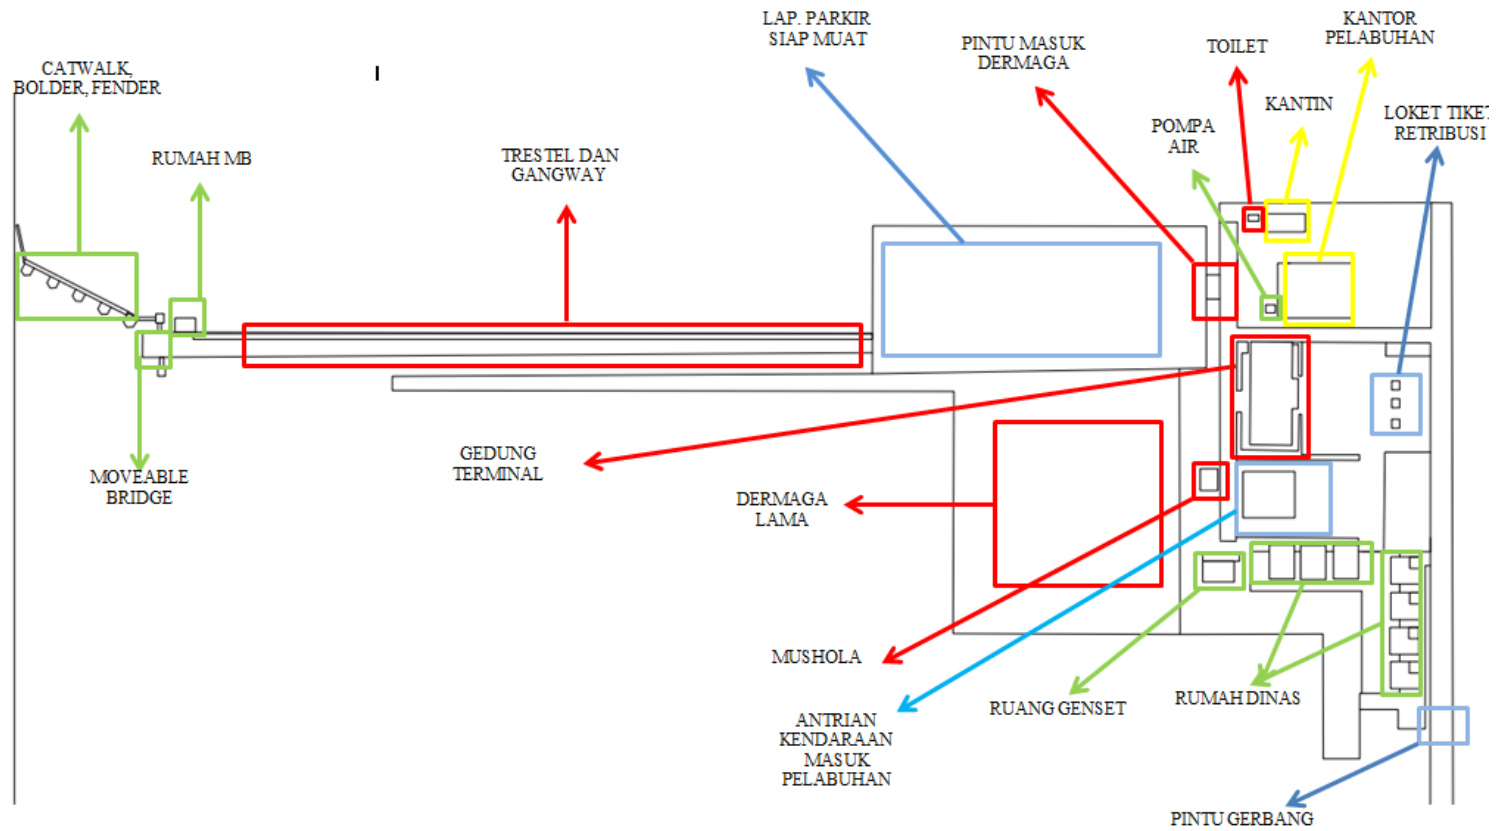 LAP. PARKIR
SIAP MUAT
KANTOR
PELABUHAN
PINTU MASUK
DERMAGA
TOILET
CATWALK,
BOLDER, FENDER
KANTIN
LOKET TIKET
RETRIBUSI
POMPA
AIR
RUMAH MB
TRESTEL DAN
GANGWAY
GEDUNG
TERMINAL
MOVEABLE
BRIDGE
DERMAGA
LAMA
MUSHOLA
RUANG GENSET
RUMAH DINAS
ANTRIAN
KENDARAAN
MASUK
PELABUHAN
PINTU GERBANG